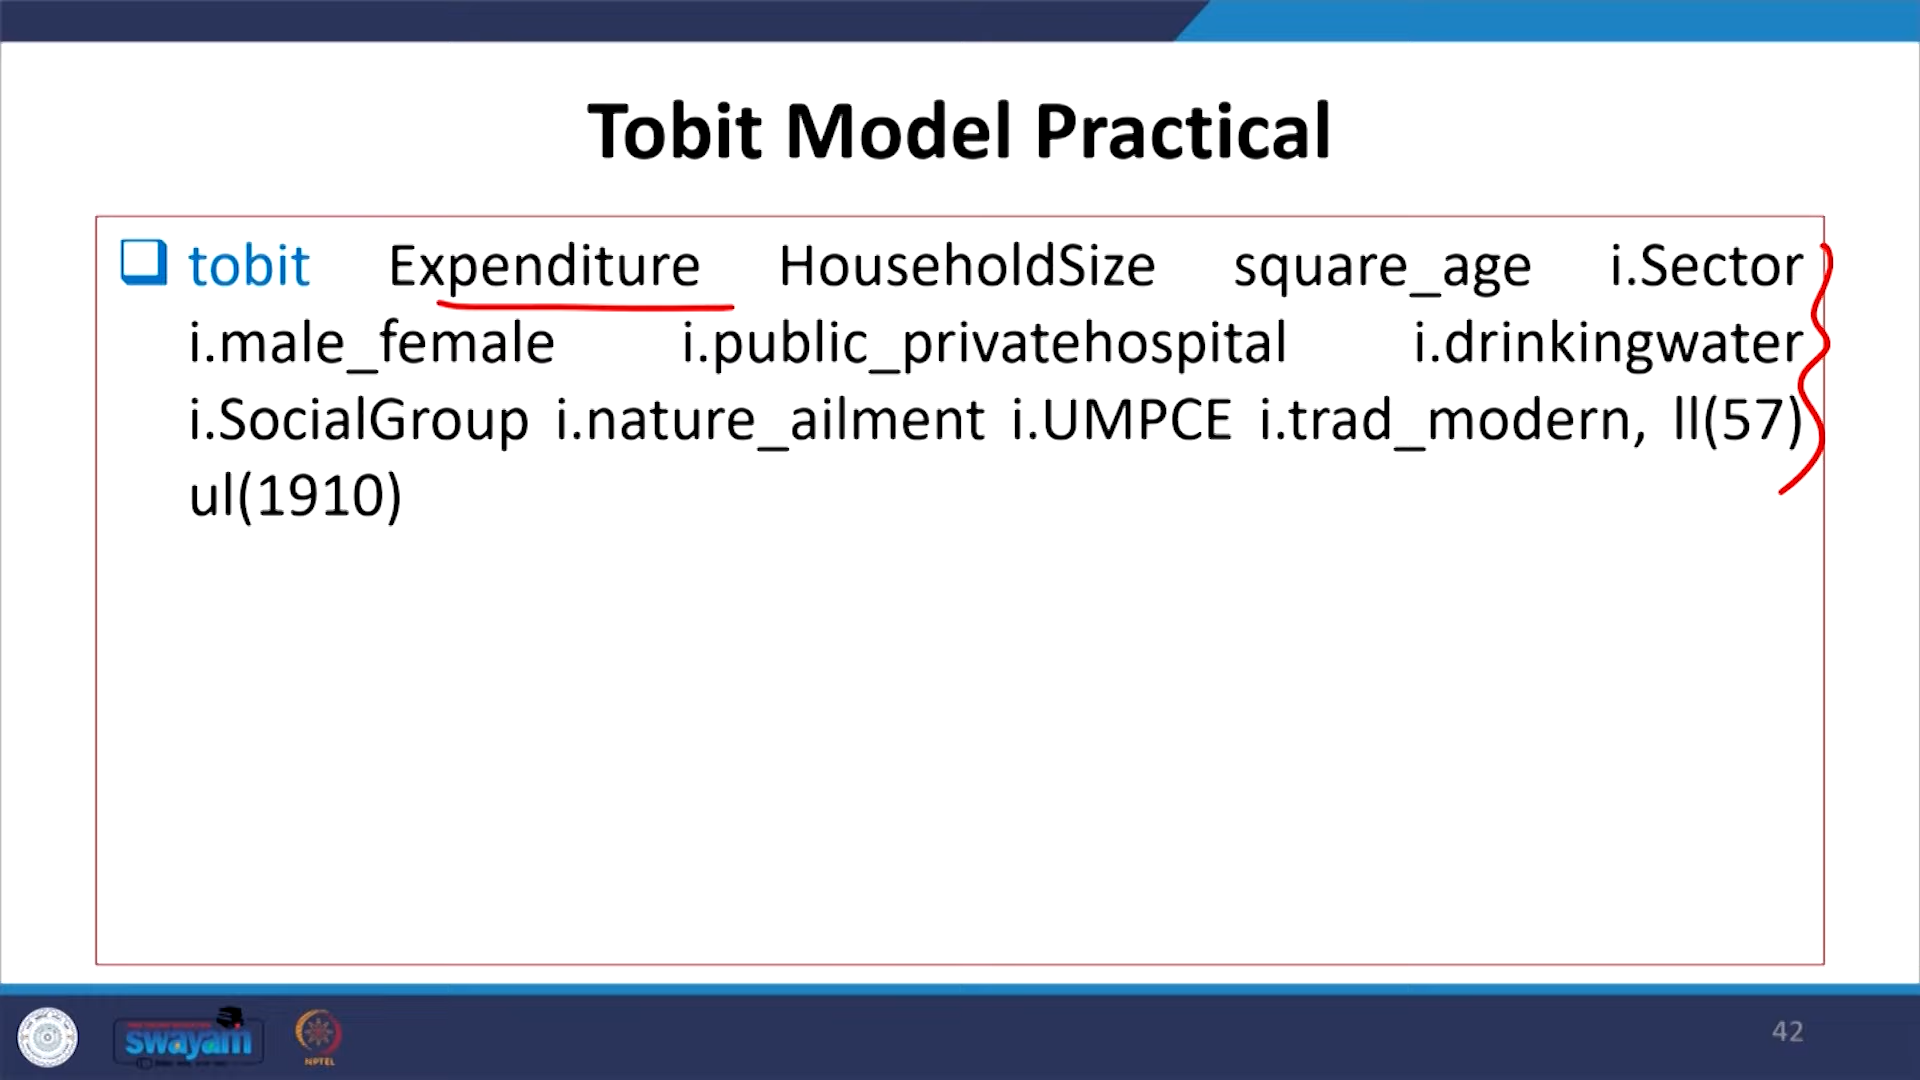 Tobit Model Practical
tobit Expenditure HouseholdSize square_age i.Sector
i.male_female i.public_privatehospital i.drinkingwater
i.SocialGroup i.nature_ailment i.UMPCE i.trad_modern, ll(57)
ul(1910)
swayam
NPTEL
42